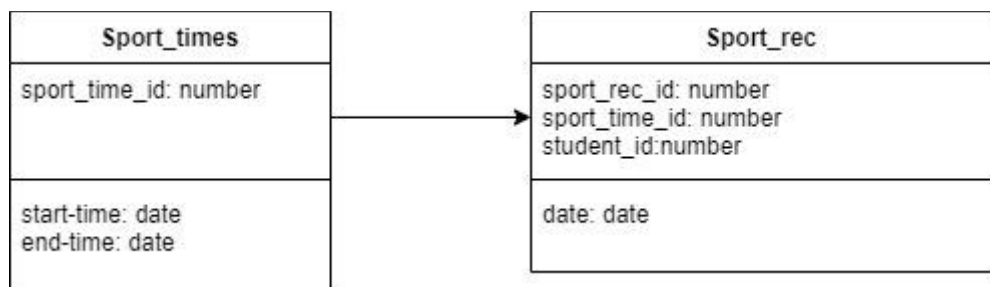 Sport_times
sport_time_id: number
start-time: date
end-time: date
Sport_rec
sport_rec_id: number
sport_time_id: number
student_id:number
date: date